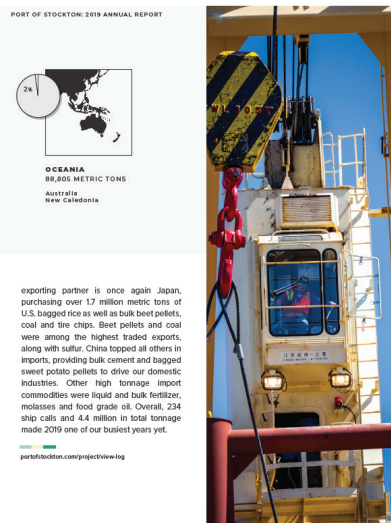 PORT OF STOCKTON: 2019 ANNUAL REPORT
2%
OCEANIA
88,805 METRIC TONS
Australia
New Caledonia
exporting partner is once again Japan,
purchasing over 1.7 million metric tons of
U.S. bagged rice as well as bulk beet pellets,
coal and tire chips. Beet pellets and coal
were among the highest traded exports,
along with sulfur. China topped all others in
imports, providing bulk cement and bagged
sweet potato pellets to drive our domestic
industries. Other high tonnage import
commodities were liquid and bulk fertilizer,
molasses and food grade oil. Overall, 234
ship calls and 4.4 million in total tonnage
made 2019 one of our busiest years yet.
portofstockton.com/project/view-log